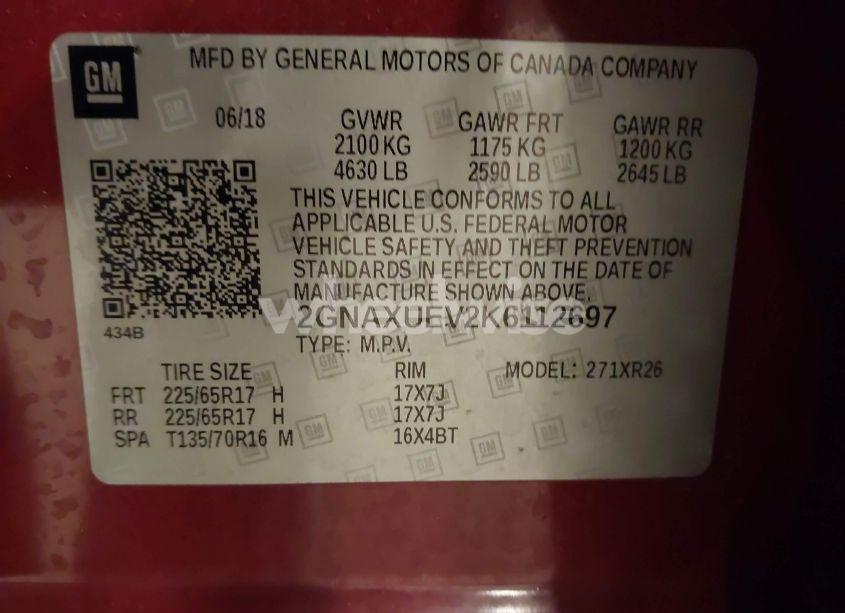 GM
MFD BY GENERAL MOTORS OF CANADA COMPANY
06/18 GVWR GAWR FRT GAWR RR
2100 KG 1175 KG 1200 KG
4630 LB 2590 LB 2645 LB
THIS VEHICLE CONFORMS TO ALL
APPLICABLE U.S. FEDERAL MOTOR
VEHICLE SAFETY AND THEFT PREVENTION
STANDARDS IN EFFECT ON THE DATE OF
MANUFACTURE SHOWN ABOVE.
2GNAXUEV2K6112697
434B
TYPE: M.P.V.
TIRE SIZE RIM MODEL: 271XR26
FRT 225/65R17 H 17X7J
RR 225/65R17 H 17X7J
SPA T135/70R16 M 16X4BT